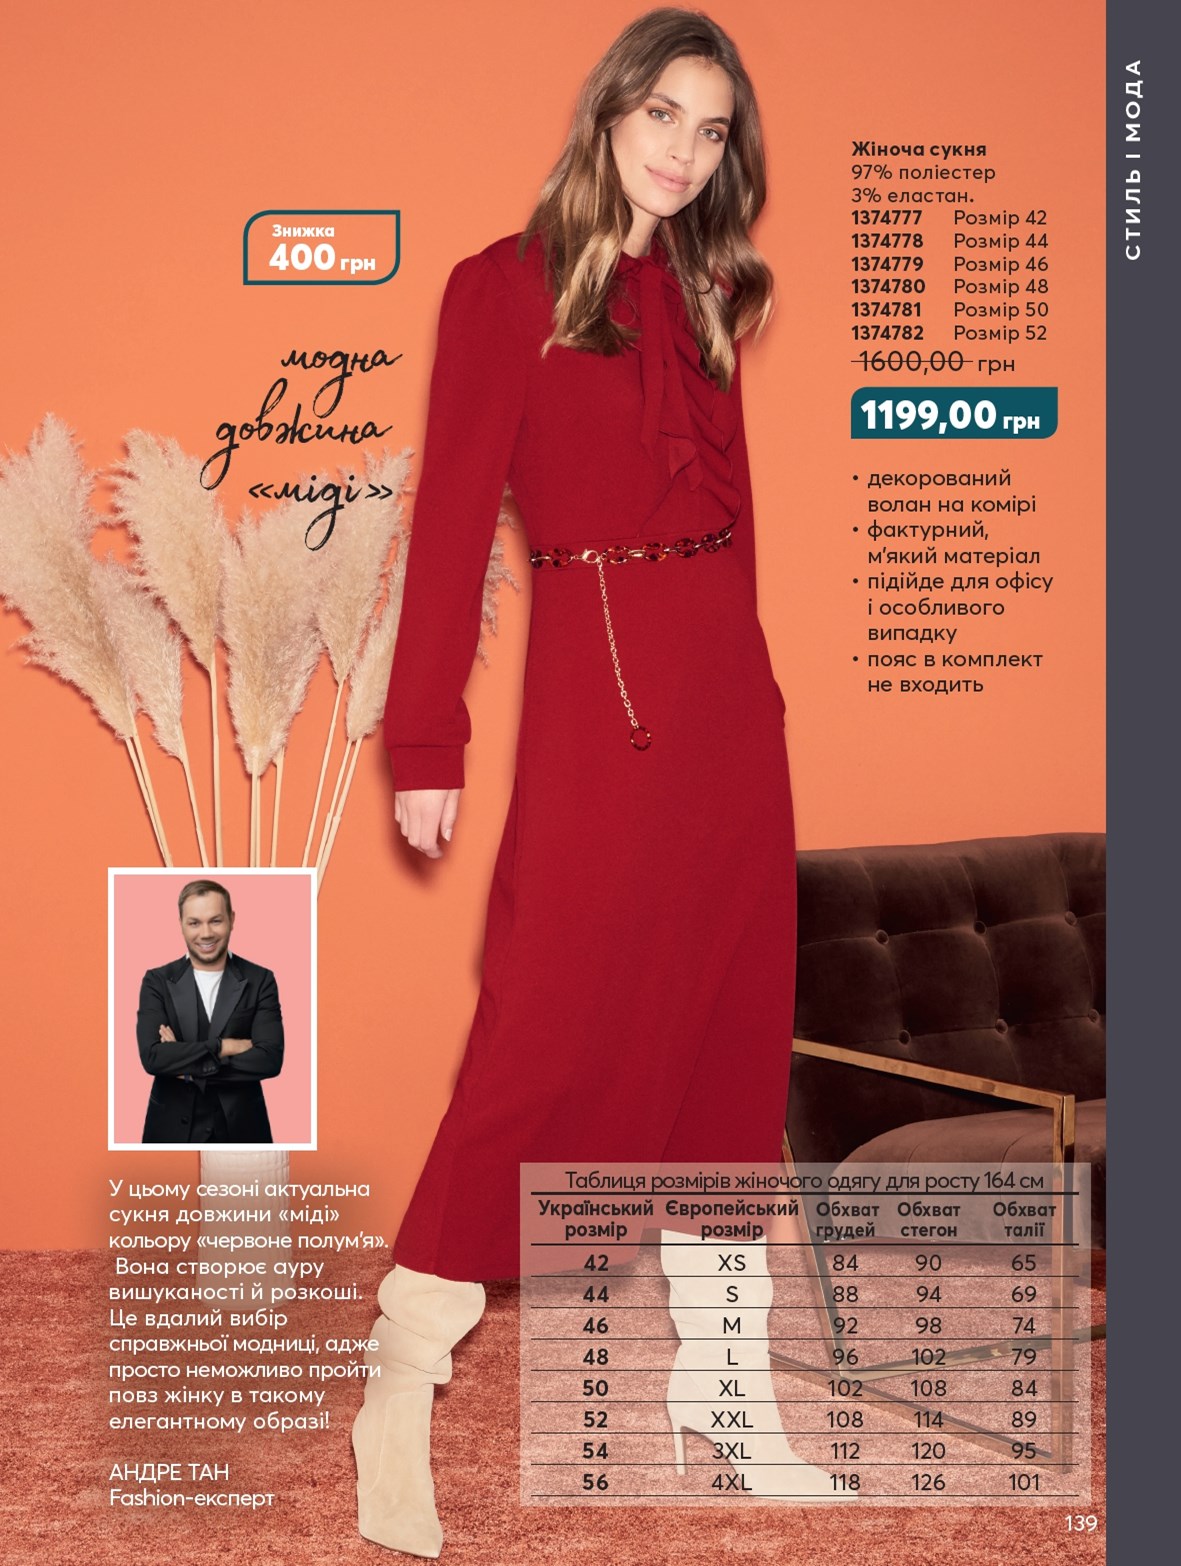 СТИЛЬ І МОДА
Жіноча сукня
97% поліестер
3% еластан.
1374777 Розмір 42
1374778 Розмір 44
1374779 Розмір 46
1374780 Розмір 48
1374781 Розмір 50
1374782 Розмір 52
1600,00 грн
1199,00 грн
• декорований
волан на комірі
• фактурний,
м'який матеріал
• підійде для офісу
і особливого
випадку
• пояс в комплект
не входить
Знижка
400 грн
модна
довжина
«міді»
У цьому сезоні актуальна
сукня довжини «міді»
кольору «червоне полум'я».
Вона створює ауру
вишуканості й розкоші.
Це вдалий вибір
справжньої модниці, адже
просто неможливо пройти
повз жінку в такому
елегантному образі!
АНДРЕ ТАН
Fashion-експерт
Таблиця розмірів жіночого одягу для росту 164 см
Український Європейський Обхват Обхват Обхват
розмір розмір грудей стегон талії
42 XS 84 90 65
44 S 88 94 69
46 M 92 98 74
48 L 96 102 79
50 XL 102 108 84
52 XXL 108 114 89
54 3XL 112 120 95
56 4XL 118 126 101
139